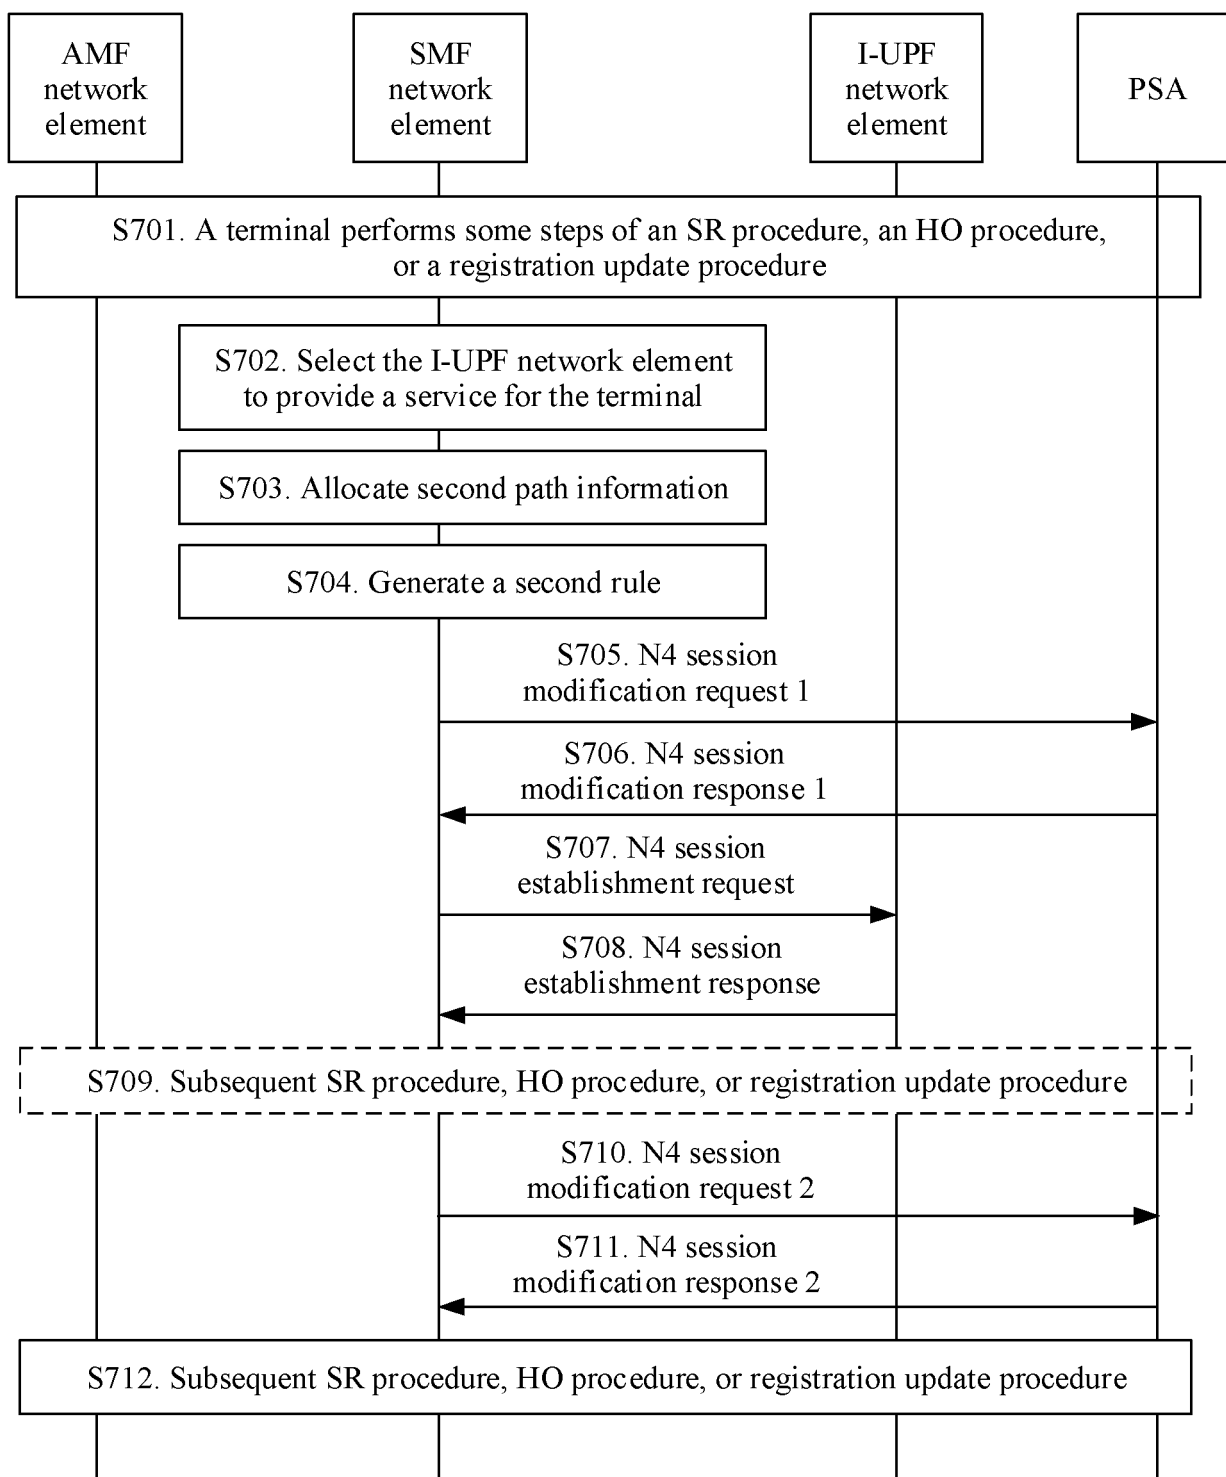 AMF
network
element
SMF
network
element
I-UPF
network
element
PSA
S701. A terminal performs some steps of an SR procedure, an HO procedure,
or a registration update procedure
S702. Select the I-UPF network element
to provide a service for the terminal
S703. Allocate second path information
S704. Generate a second rule
S705. N4 session
modification request 1
S706. N4 session
modification response 1
S707. N4 session
establishment request
S708. N4 session
establishment response
S709. Subsequent SR procedure, HO procedure, or registration update procedure
S710. N4 session
modification request 2
S711. N4 session
modification response 2
S712. Subsequent SR procedure, HO procedure, or registration update procedure